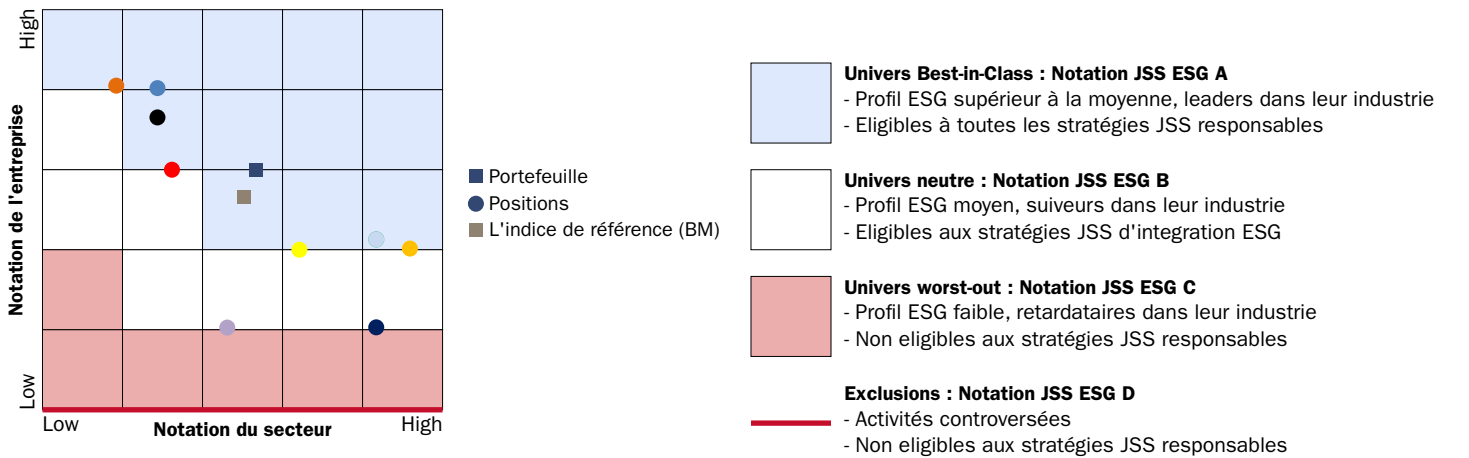 High
Notation de l'entreprise
Low
Low
Notation du secteur
High
Portefeuille
Positions
L'indice de référence (BM)
Univers Best-in-Class : Notation JSS ESG A
- Profil ESG supérieur à la moyenne, leaders dans leur industrie
- Eligibles à toutes les stratégies JSS responsables
Univers neutre : Notation JSS ESG B
- Profil ESG moyen, suiveurs dans leur industrie
- Eligibles aux stratégies JSS d'integration ESG
Univers worst-out : Notation JSS ESG C
- Profil ESG faible, retardataires dans leur industrie
- Non eligibles aux stratégies JSS responsables
Exclusions : Notation JSS ESG D
- Activités controversées
- Non eligibles aux stratégies JSS responsables